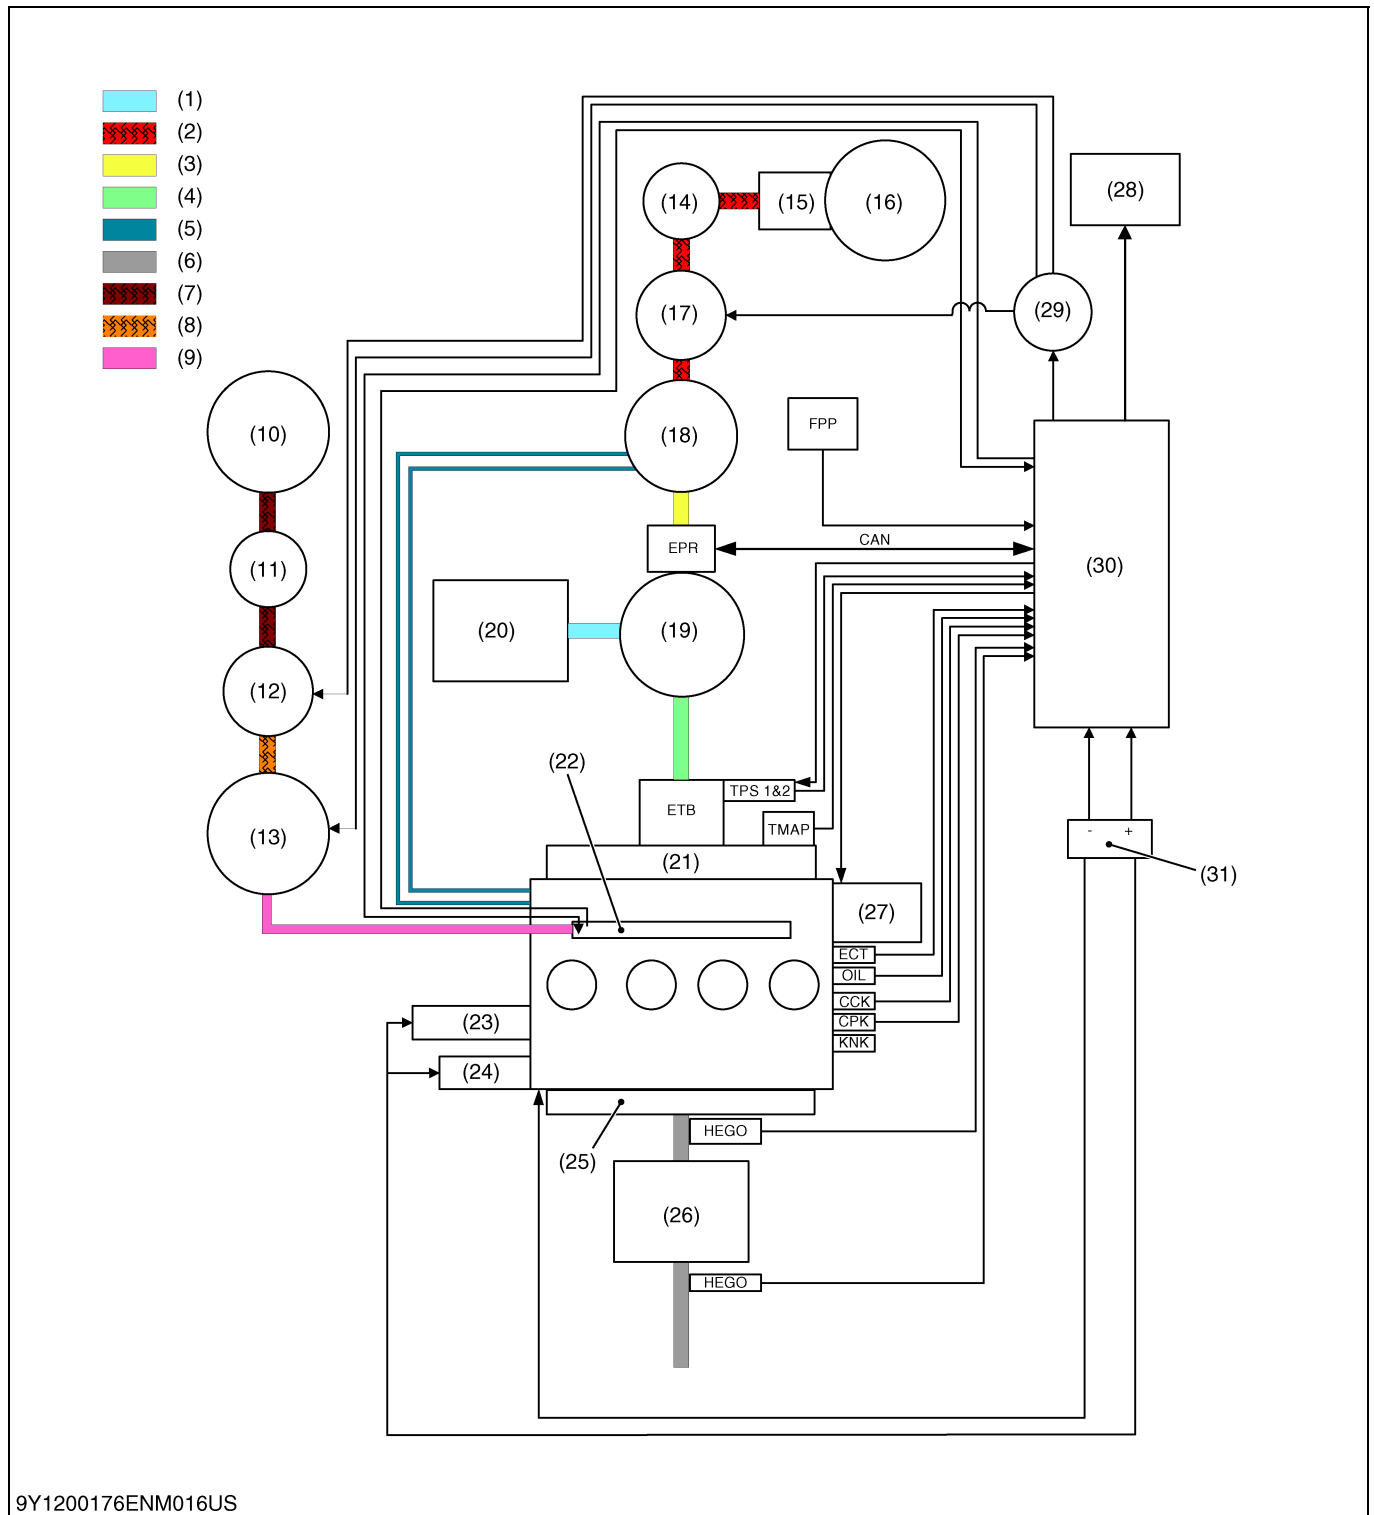 (1)
(2)
(3)
(4)
(5)
(6)
(7)
(8)
(9)
(14)
(15)
(16)
(28)
(17)
(29)
(10)
(18)
FPP
EPR
CAN
(11)
(30)
(20)
(19)
(12)
(22)
ETB
TPS 1&2
TMAP
- +
(13)
(21)
(31)
(27)
ECT
OIL
CCK
(23)
CPK
KNK
(24)
HEGO
(25)
(26)
HEGO
9Y1200176ENM016US